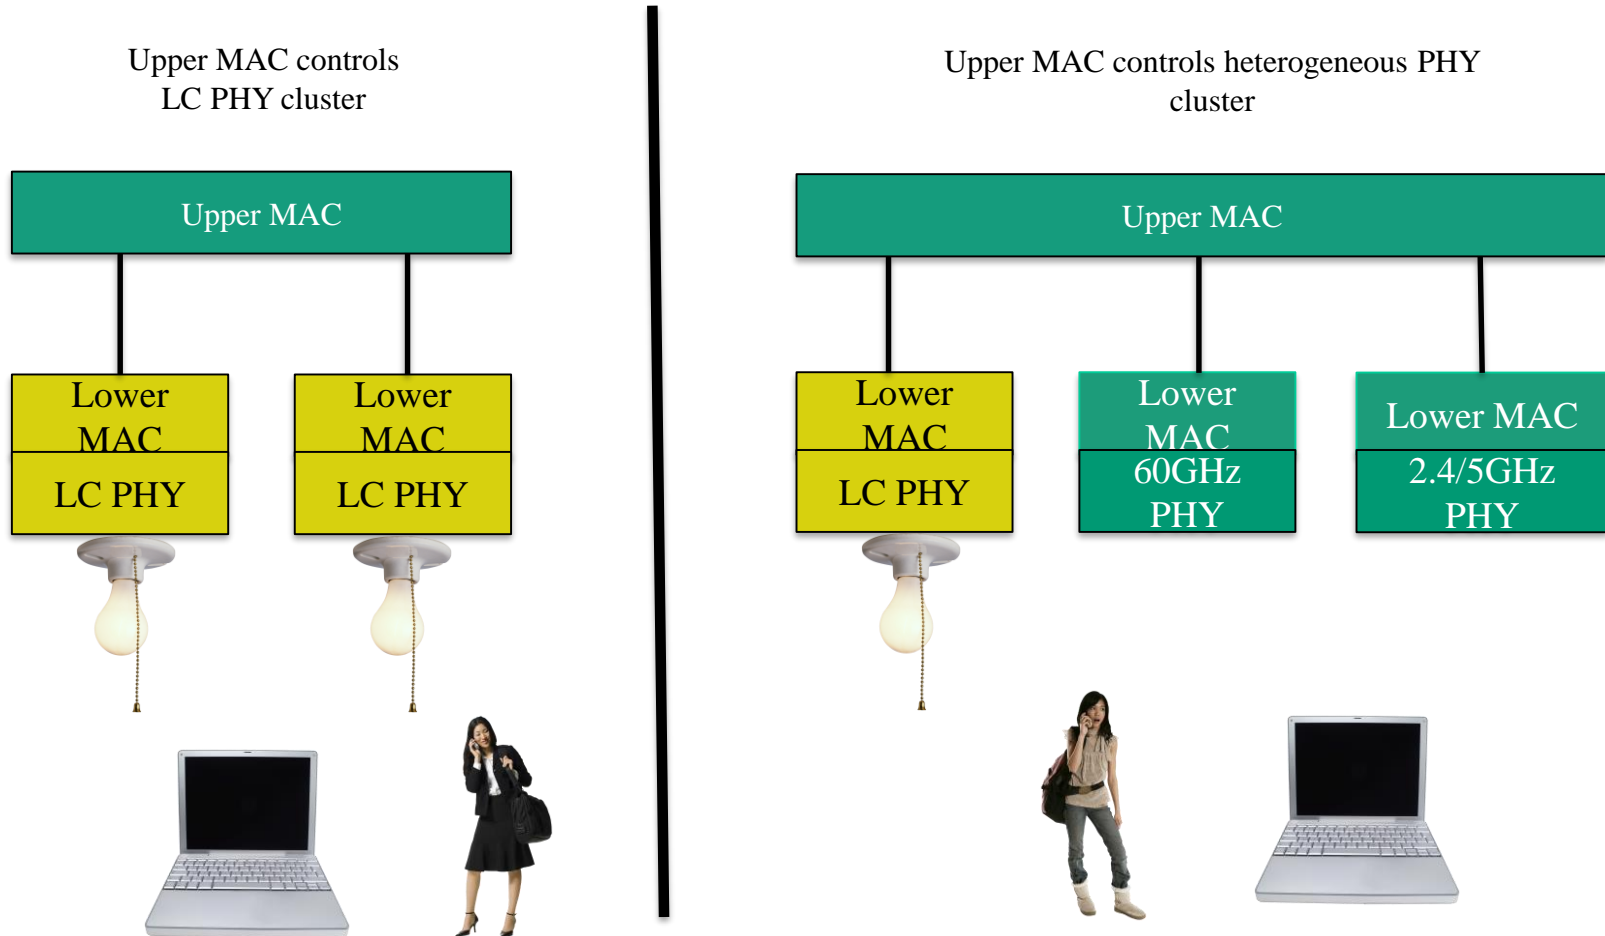 Upper MAC controls
LC PHY cluster
Upper MAC
Lower
MAC
LC PHY
Lower
MAC
LC PHY
Upper MAC controls heterogeneous PHY
cluster
Upper MAC
Lower
MAC
LC PHY
Lower
MAC
60GHz
PHY
Lower MAC
2.4/5GHz
PHY